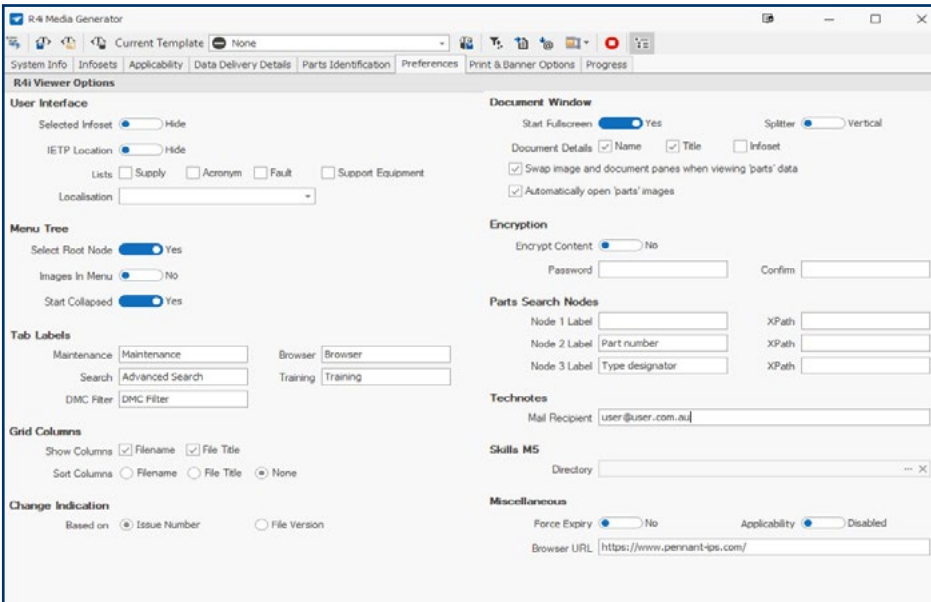 R4i Media Generator
Current Template None
System Info Infosets Applicability Data Delivery Details Parts Identification Preferences Print & Banner Options Progress
R4i Viewer Options
User Interface
Selected Infoset Hide
IETP Location Hide
Lists Supply Acronym Fault Support Equipment
Localisation
Menu Tree
Select Root Node Yes
Images In Menu No
Start Collapsed Yes
Tab Labels
Maintenance Maintenance Browser Browser
Search Advanced Search Training Training
DMC Filter DMC Filter
Grid Columns
Show Columns Filename File Title
Sort Columns Filename File Title None
Change Indication
Based on Issue Number File Version
Document Window
Start Fullscreen Yes Splitter Vertical
Document Details Name Title Infoset
Swap image and document panes when viewing 'parts' data
Automatically open 'parts' images
Encryption
Encrypt Content No
Password Confirm
Parts Search Nodes
Node 1 Label XPath
Node 2 Label Part number XPath
Node 3 Label Type designator XPath
Technotes
Mail Recipient user@user.com.au
Skills M5
Directory
Miscellaneous
Force Expiry No Applicability Disabled
Browser URL https://www.pennant-ips.com/